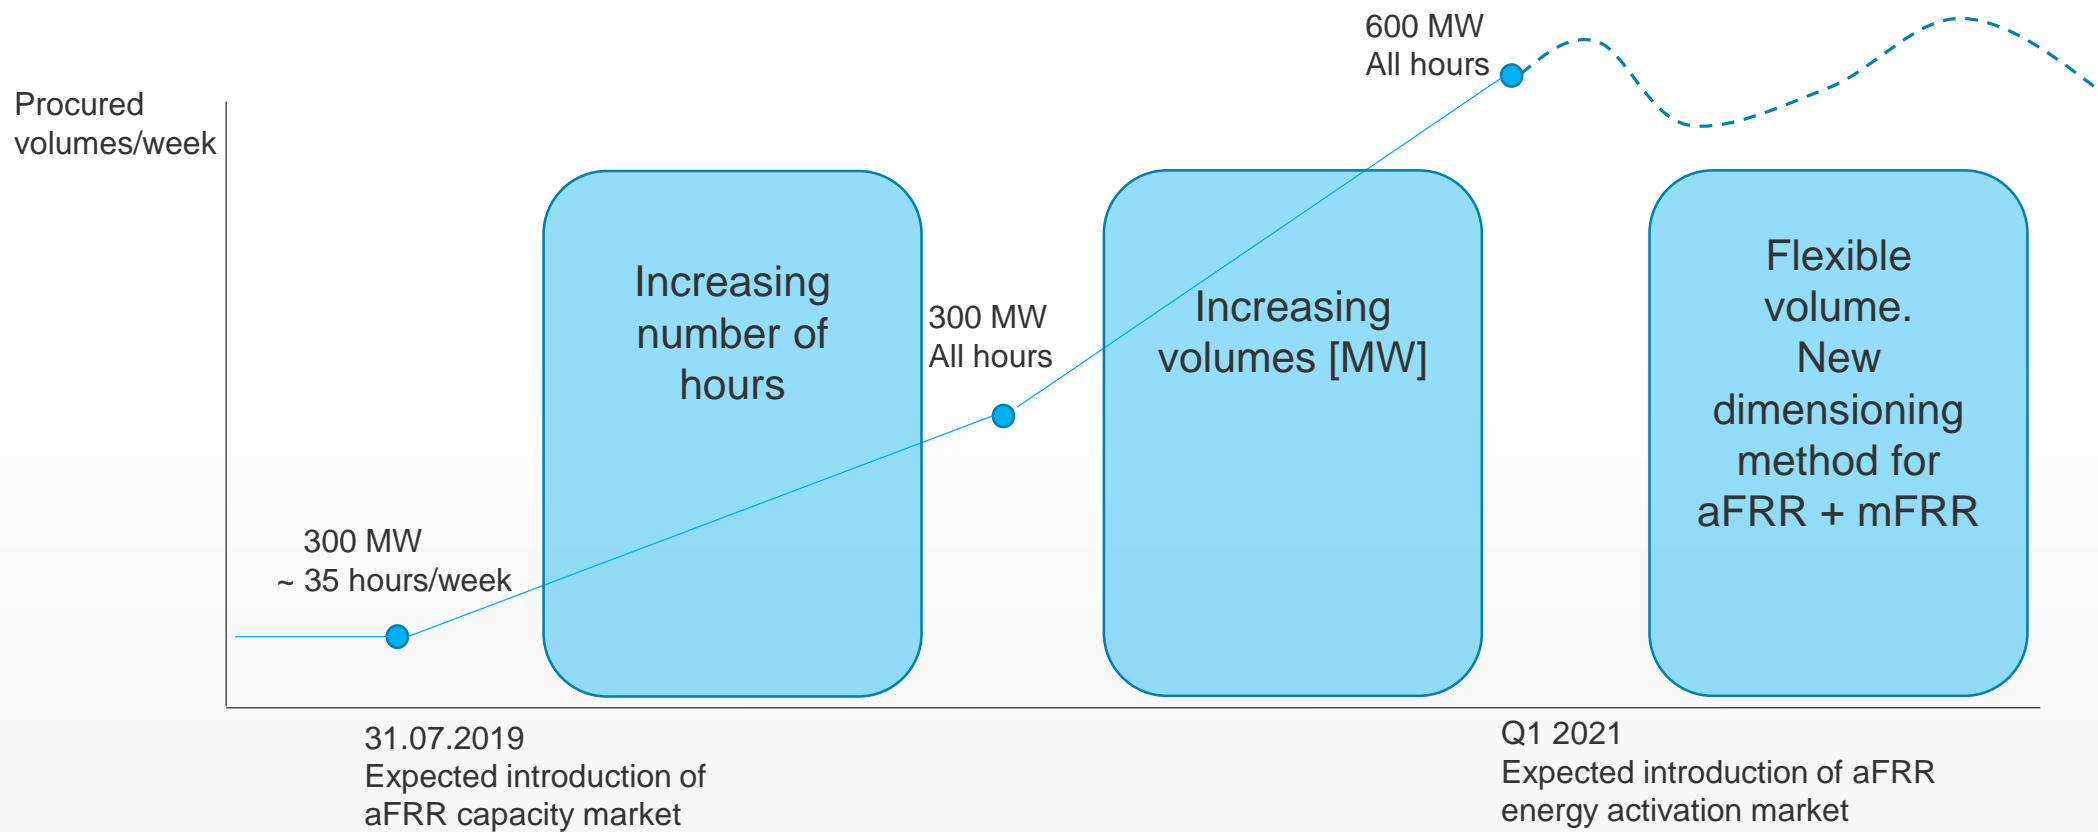 600 MW
All hours
Procured
volumes/week
Increasing
number of
hours
300 MW
All hours
Increasing
volumes [MW]
Flexible
volume.
New
dimensioning
method for
aFRR + mFRR
300 MW
~ 35 hours/week
31.07.2019
Expected introduction of
aFRR capacity market
Q1 2021
Expected introduction of aFRR
energy activation market